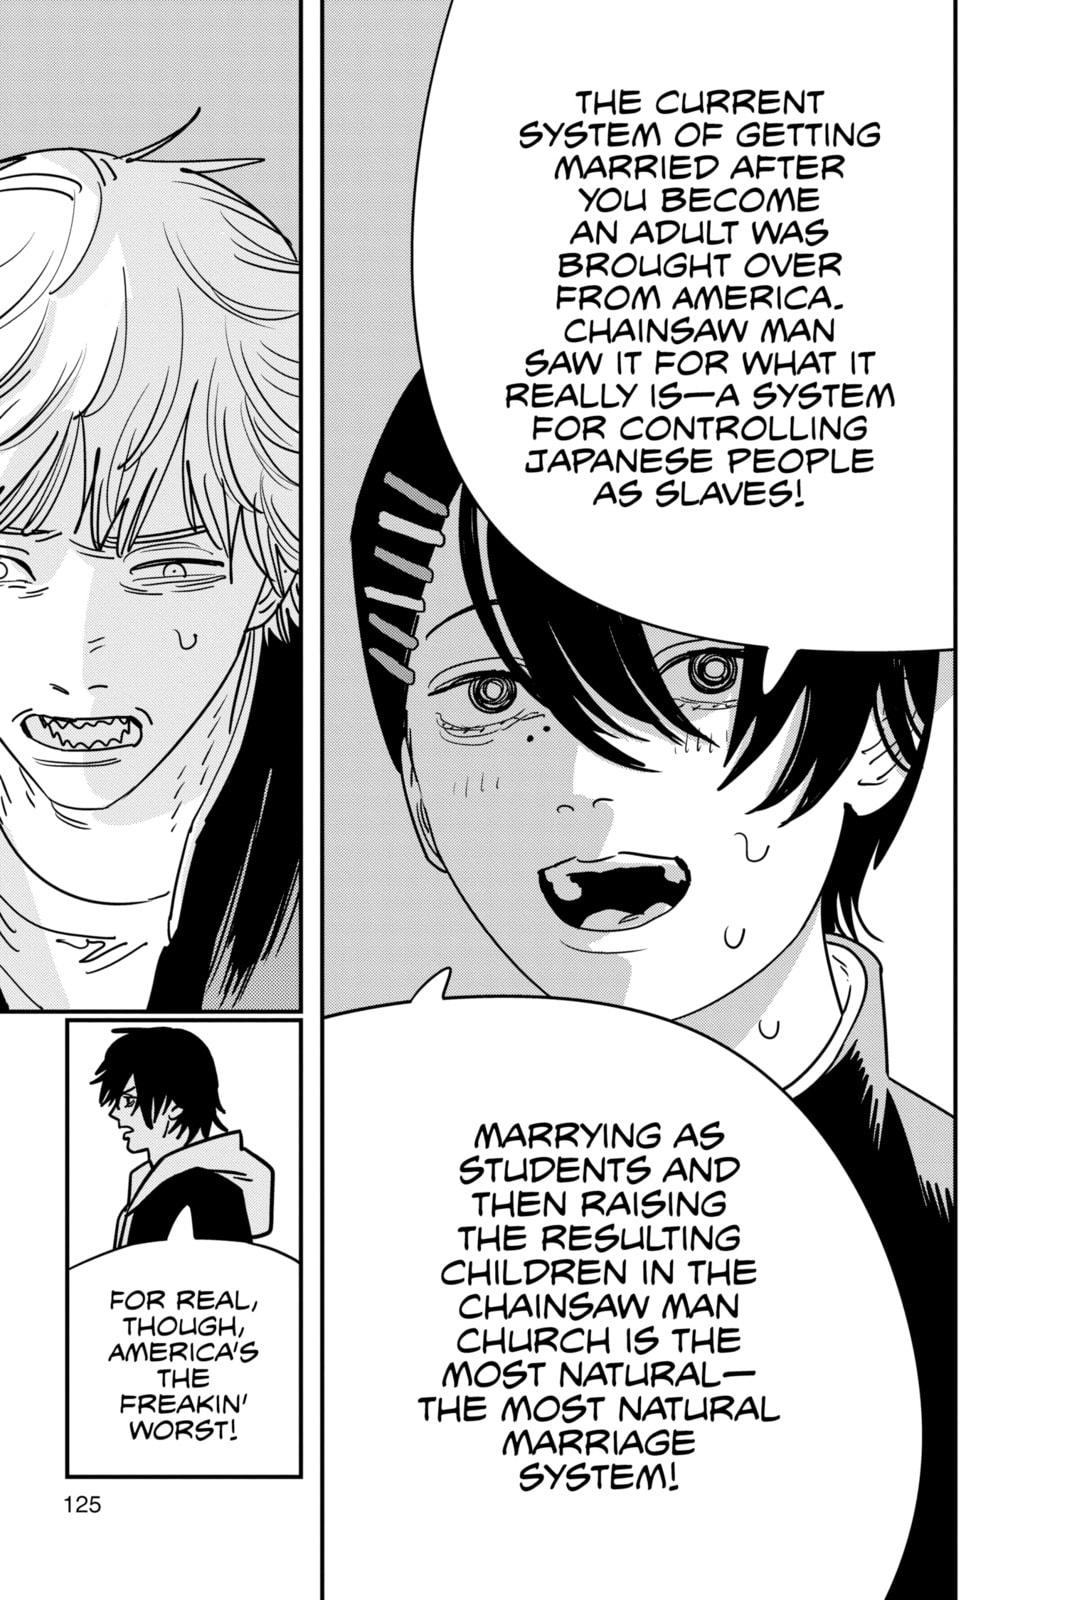 THE CURRENT
SYSTEM OF GETTING
MARRIED AFTER
YOU BECOME
AN ADULT WAS
BROUGHT OVER
FROM AMERICA.
CHAINSAW MAN
SAW IT FOR WHAT IT
REALLY IS—A SYSTEM
FOR CONTROLLING
JAPANESE PEOPLE
AS SLAVES!
MARRYING AS
STUDENTS AND
THEN RAISING
THE RESULTING
CHILDREN IN THE
CHAINSAW MAN
CHURCH IS THE
MOST NATURAL—
THE MOST NATURAL
MARRIAGE
SYSTEM!
FOR REAL,
THOUGH,
AMERICA'S
THE
FREAKIN'
WORST!
125